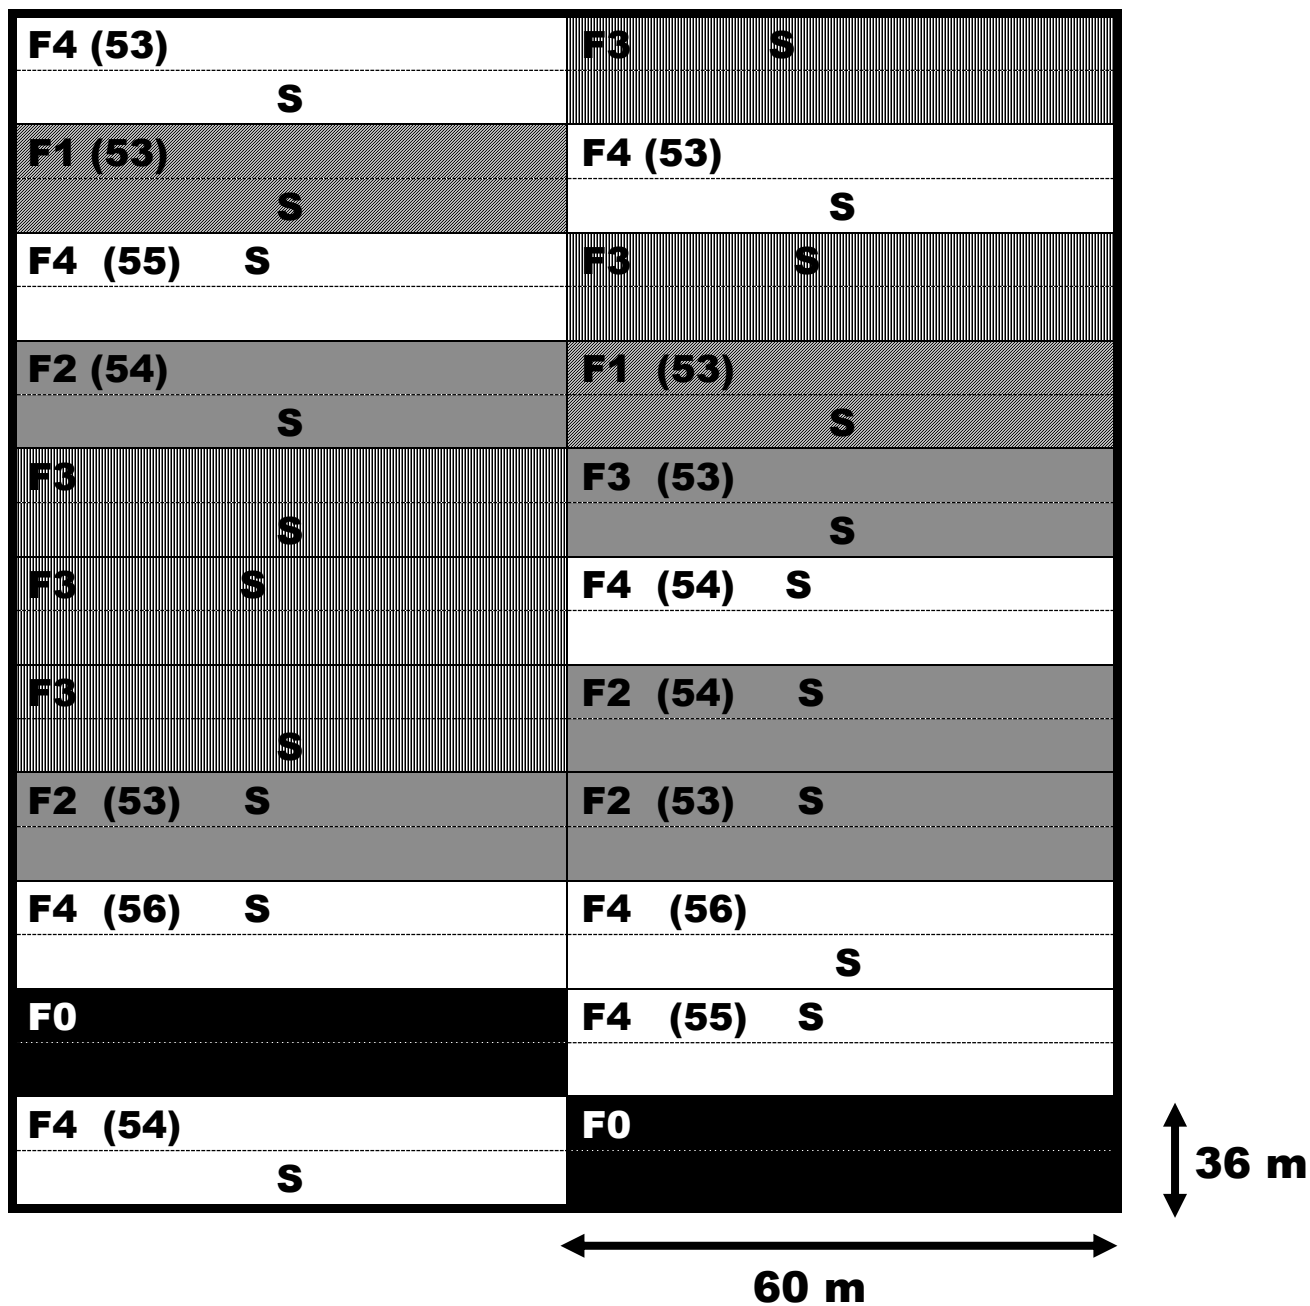 F4 (53)
S
F3 S
F1 (53)
S
F4 (53)
S
F4 (55) S
F3 S
F2 (54)
S
F1 (53)
S
F3
S
F3 (53)
S
F3 S
F4 (54) S
F3
S
F2 (54) S
F2 (53) S
F2 (53) S
F4 (56) S
F4 (56)
S
F0
F4 (55) S
F4 (54)
S
F0
36 m
60 m